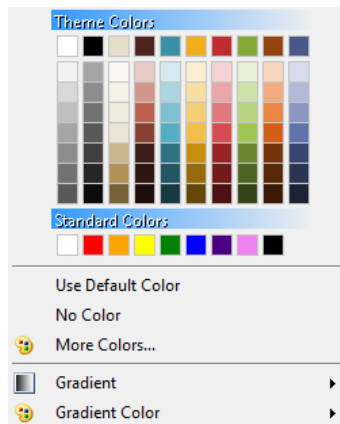 Theme Colors
Standard Colors
Use Default Color
No Color
More Colors...
Gradient
Gradient Color